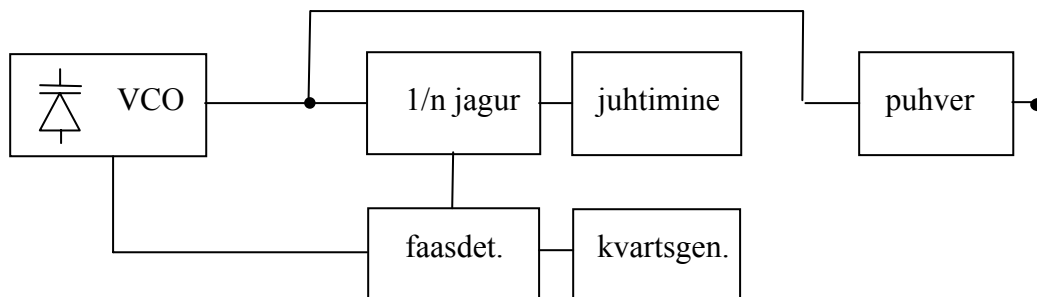 VCO
1/n jagur
juhtimine
puhver
faasdet.
kvartsgen.